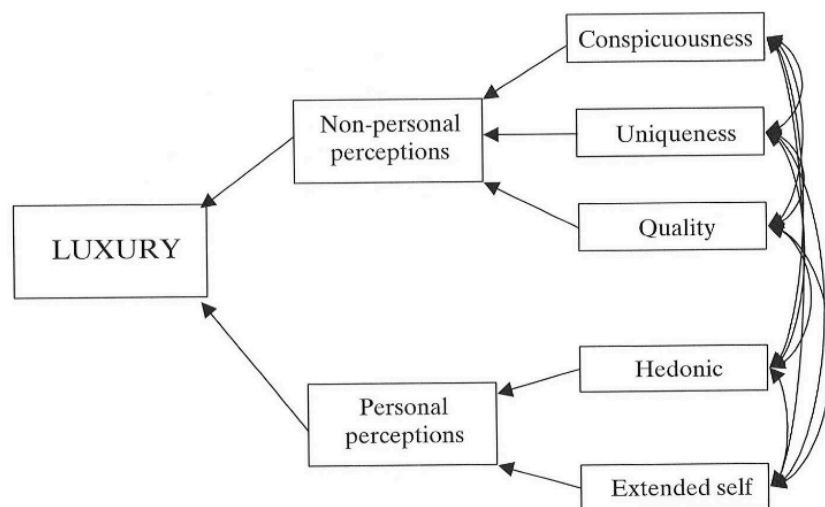 Conspicuousness
Non-personal
perceptions
Uniqueness
Quality
LUXURY
Hedonic
Personal
perceptions
Extended self